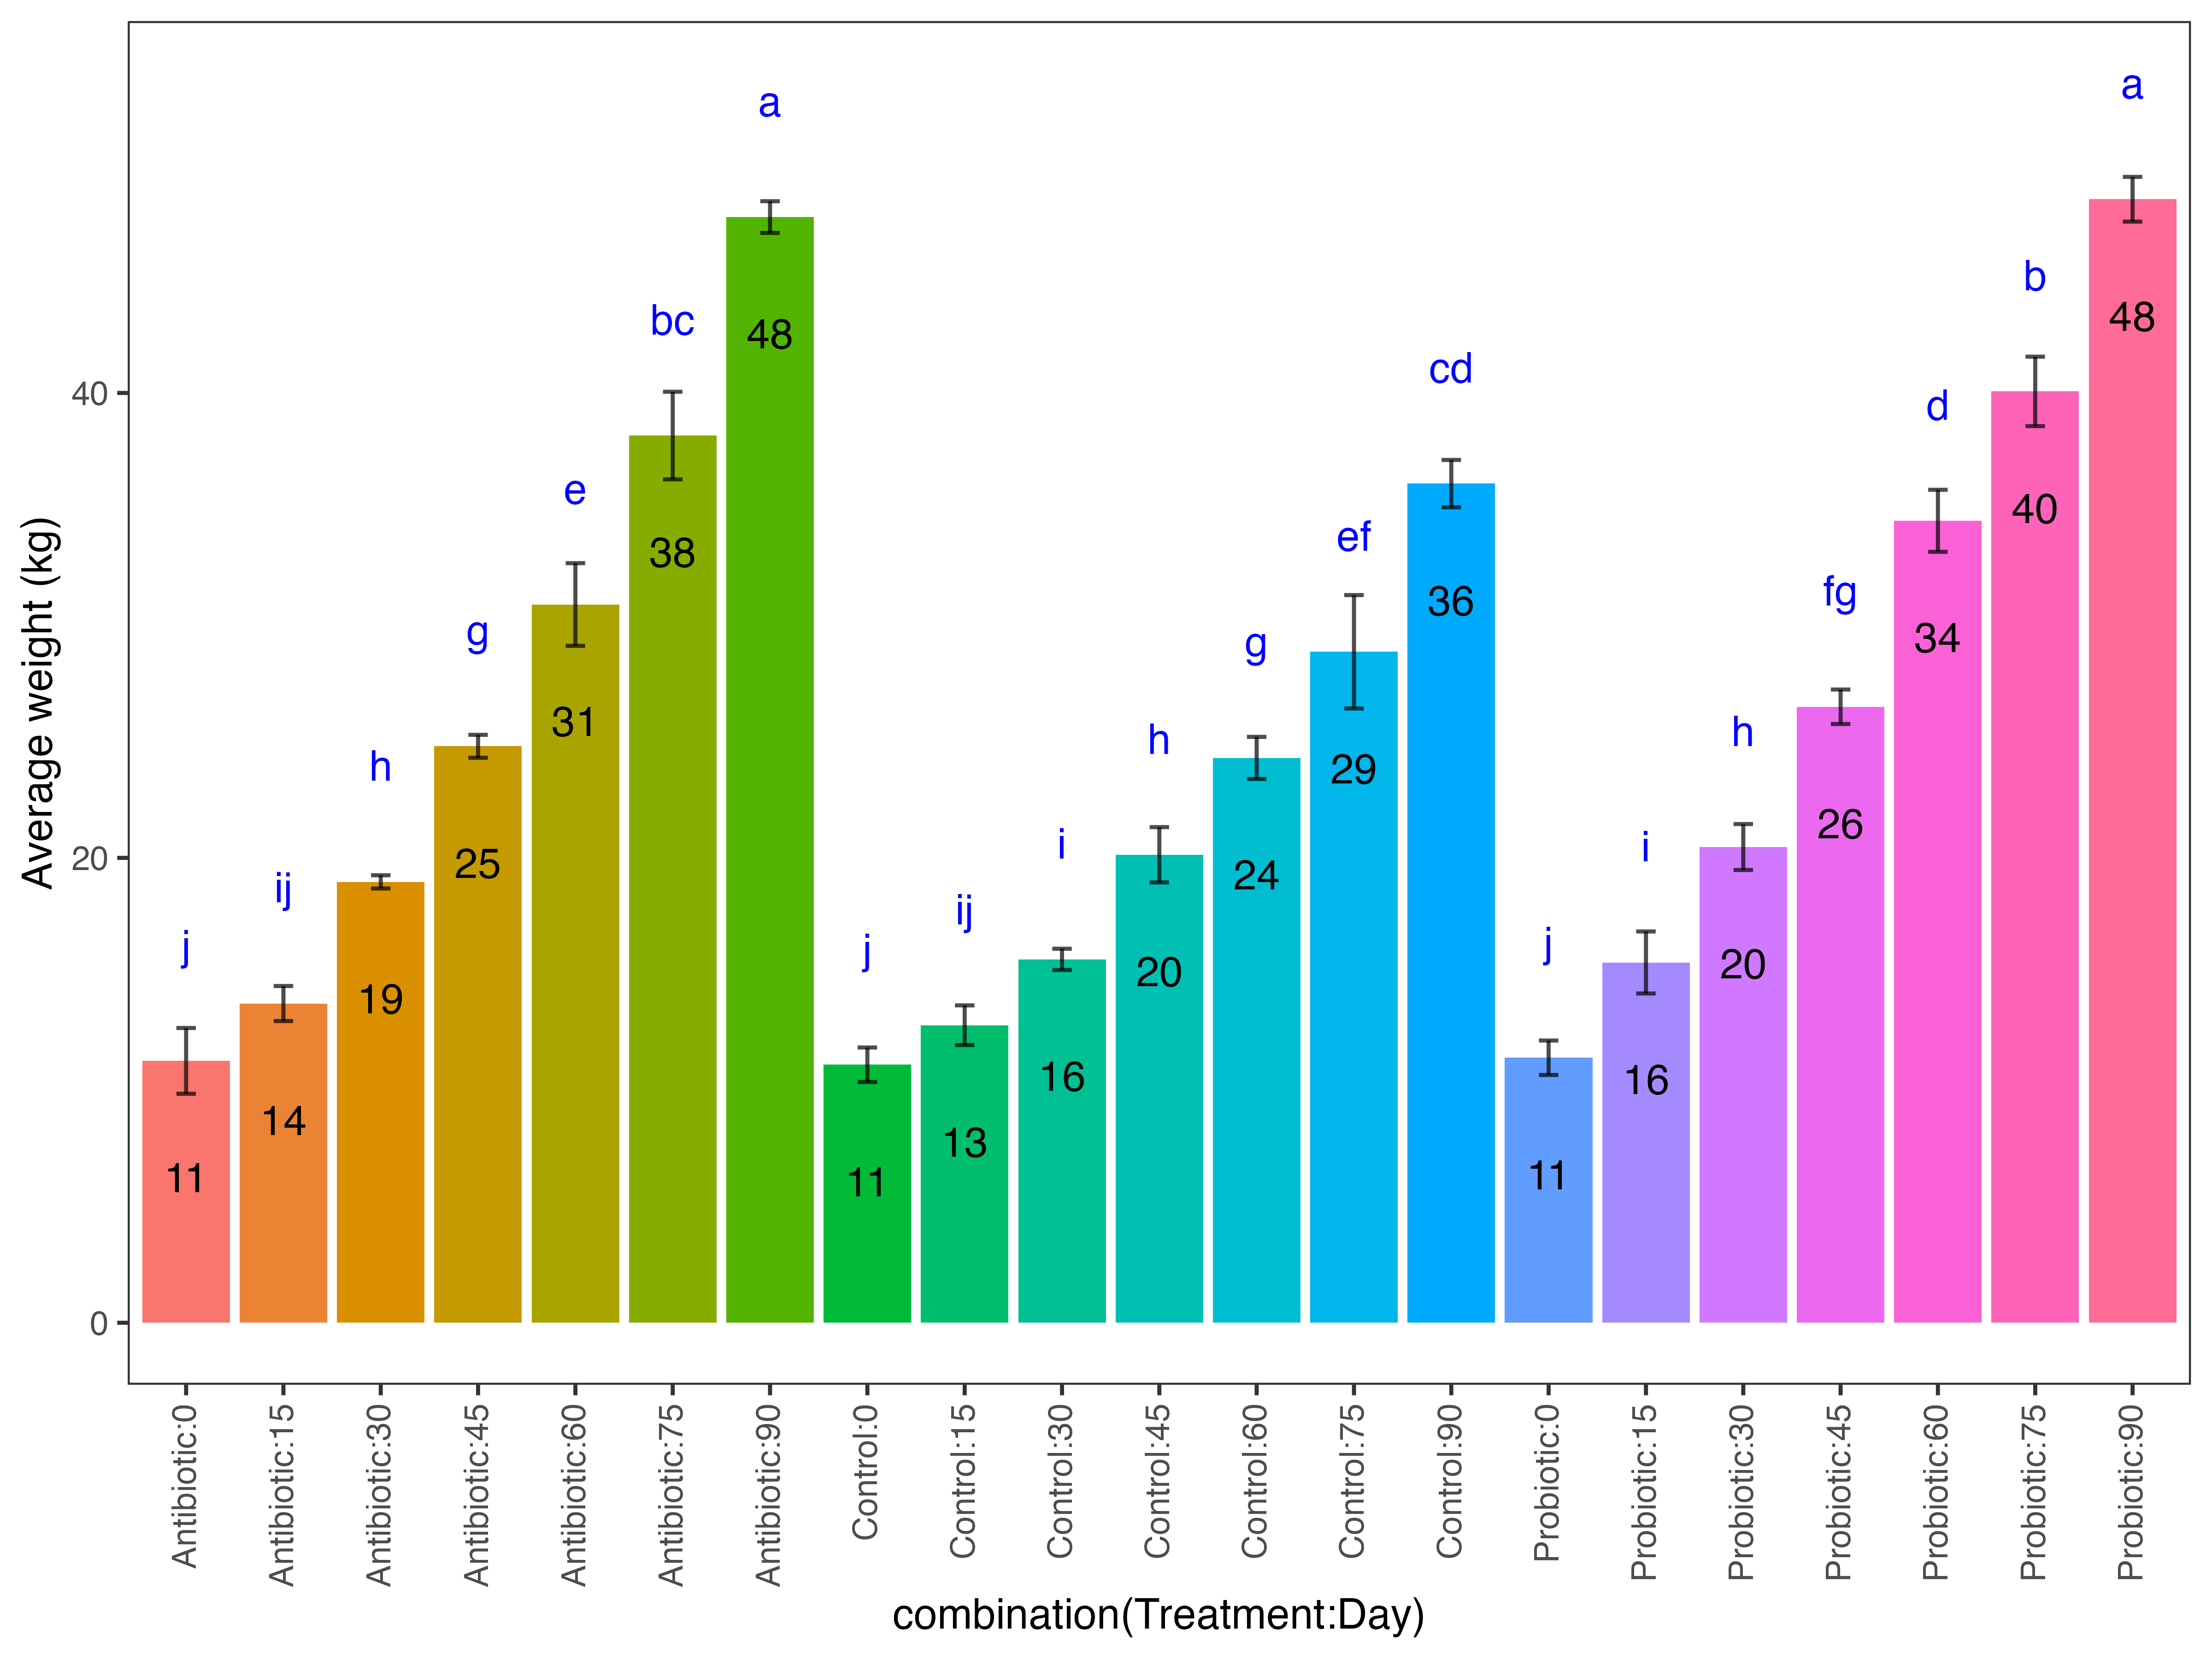 a
a
b
bc
cd
d
e
ef
fg
g
g
h
h
h
i
i
ij
ij
j
j
j
48
48
40
38
36
34
31
29
26
25
24
20
20
19
16
16
14
13
11
11
11
40
20
0
Average weight (kg)
Antibiotic:0
Antibiotic:15
Antibiotic:30
Antibiotic:45
Antibiotic:60
Antibiotic:75
Antibiotic:90
Control:0
Control:15
Control:30
Control:45
Control:60
Control:75
Control:90
Probiotic:0
Probiotic:15
Probiotic:30
Probiotic:45
Probiotic:60
Probiotic:75
Probiotic:90
combination(Treatment:Day)